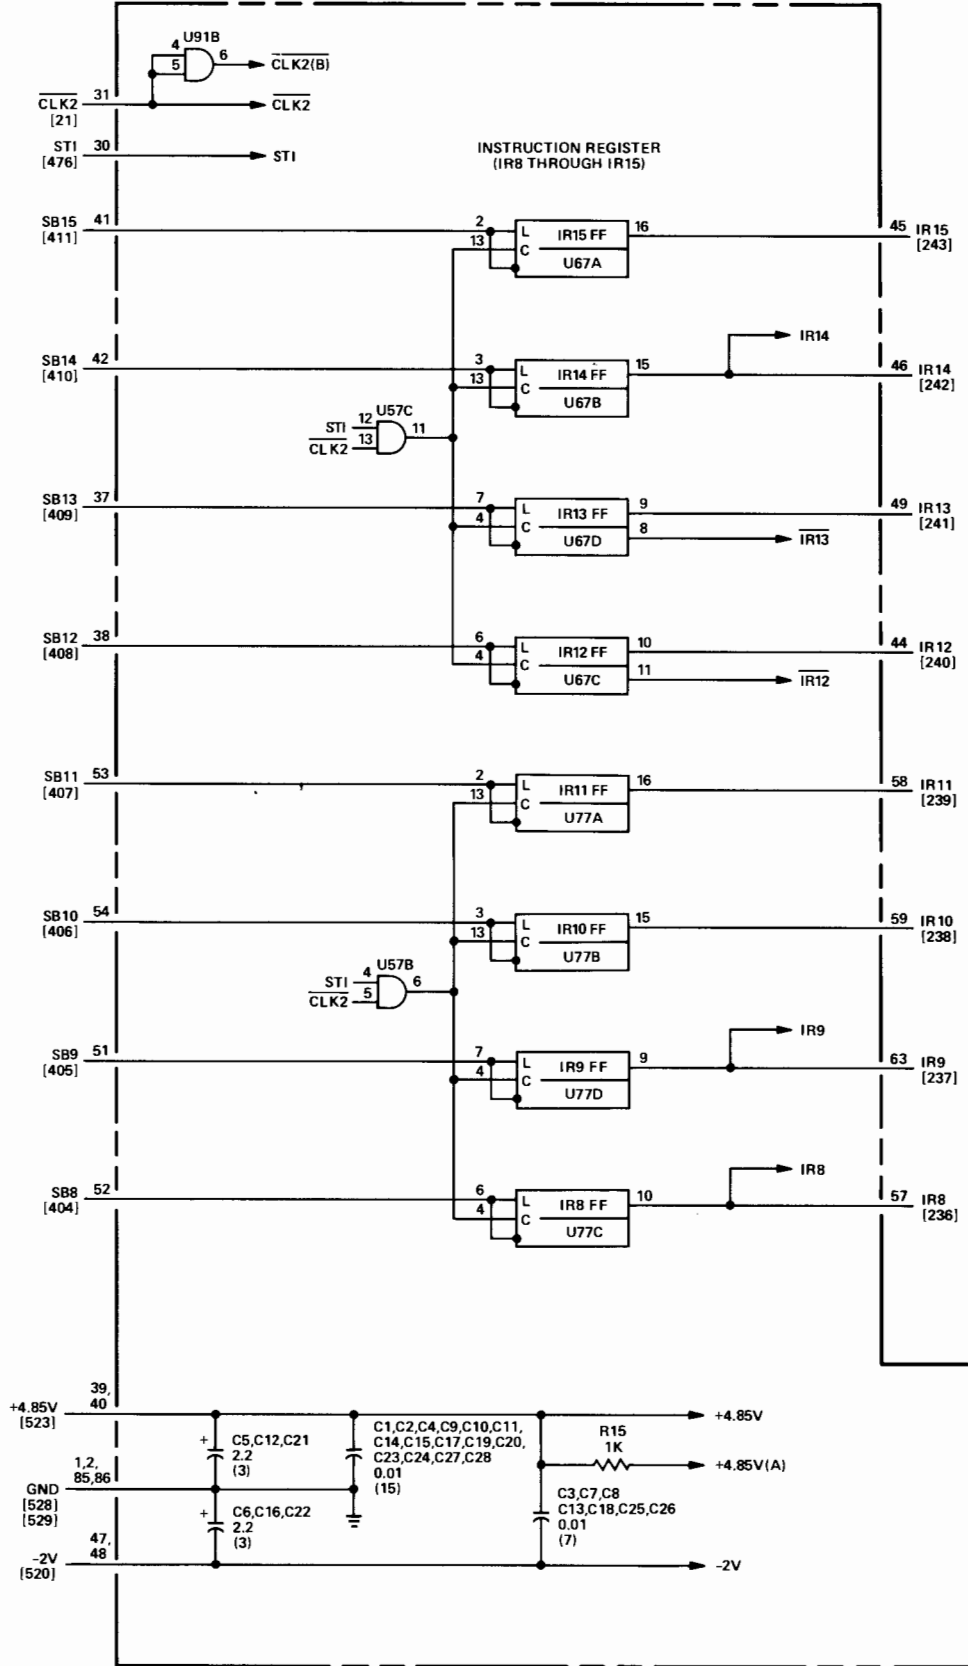 U91B
4
5
6
CLK2(B)
CLK2
[21]
31
CLK2
STI
[476]
30
STI
INSTRUCTION REGISTER
(IR8 THROUGH IR15)
SB15
[411]
41
2
13
L
C
IR15 FF
U67A
16
45
IR15
[243]
IR14
SB14
[410]
42
3
13
L
C
IR14 FF
U67B
15
46
IR14
[242]
U57C
STI
12
CLK2
13
11
SB13
[409]
37
7
4
L
C
IR13 FF
U67D
9
8
IR13
49
IR13
[241]
SB12
[408]
38
6
4
L
C
IR12 FF
U67C
10
11
IR12
44
IR12
[240]
SB11
[407]
53
2
13
L
C
IR11 FF
U77A
16
58
IR11
[239]
SB10
[406]
54
3
13
L
C
IR10 FF
U77B
15
59
IR10
[238]
U57B
STI
4
CLK2
5
6
IR9
SB9
[405]
51
7
4
L
C
IR9 FF
U77D
9
63
IR9
[237]
IR8
SB8
[404]
52
6
4
L
C
IR8 FF
U77C
10
57
IR8
[236]
+4.85V
[523]
39,
40
+4.85V
+
C5,C12,C21
2.2
(3)
C1,C2,C4,C9,C10,C11,
C14,C15,C17,C19,C20,
C23,C24,C27,C28
0.01
(15)
R15
1K
+4.85V(A)
GND
[528]
[529]
1,2,
85,86
+
C6,C16,C22
2.2
(3)
C3,C7,C8
C13,C18,C25,C26
0.01
(7)
-2V
[520]
47,
48
-2V